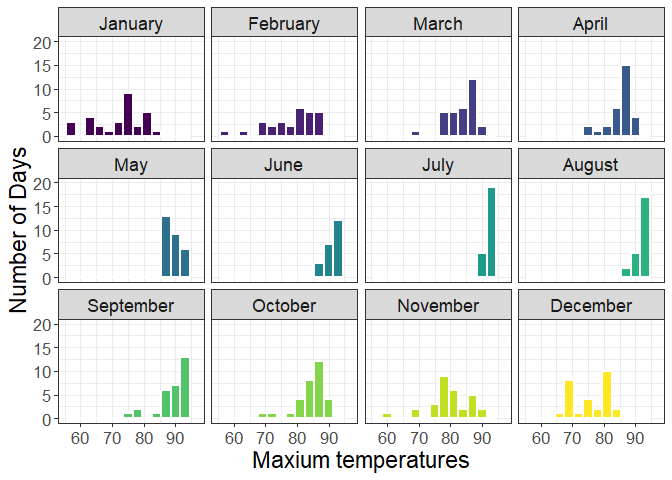 January February March April
20
15
10
5
0
May June July August
20
15
10
5
0
September October November December
20
15
10
5
0
60 70 80 90 60 70 80 90 60 70 80 90 60 70 80 90
Number of Days
Maxium temperatures